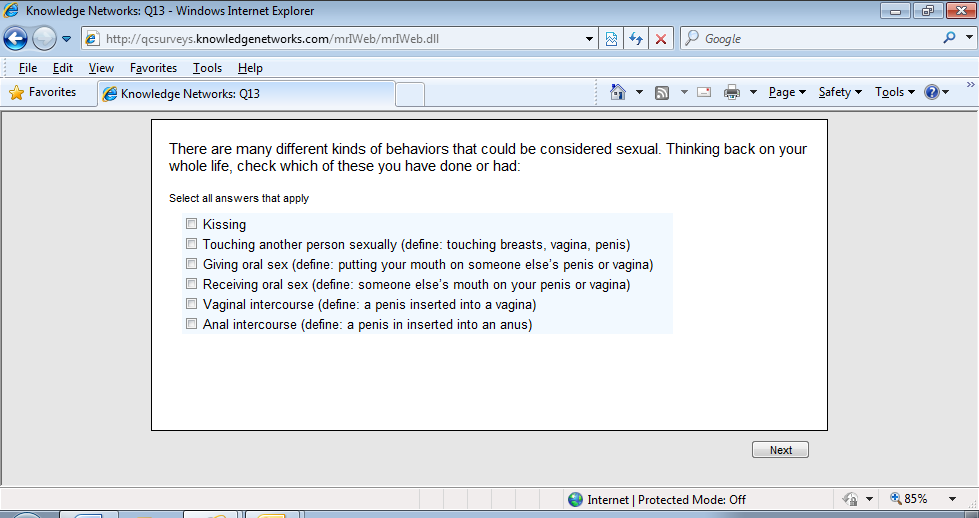 Knowledge Networks: Q13 - Windows Internet Explorer
http://qcsurveys.knowledgenetworks.com/mrIWeb/mrIWeb.dll
Google
File Edit View Favorites Tools Help
Favorites
Knowledge Networks: Q13
Page
Safety
Tools
There are many different kinds of behaviors that could be considered sexual. Thinking back on your
whole life, check which of these you have done or had:
Select all answers that apply
Kissing
Touching another person sexually (define: touching breasts, vagina, penis)
Giving oral sex (define: putting your mouth on someone else’s penis or vagina)
Receiving oral sex (define: someone else’s mouth on your penis or vagina)
Vaginal intercourse (define: a penis inserted into a vagina)
Anal intercourse (define: a penis in inserted into an anus)
Next
Internet | Protected Mode: Off
85%